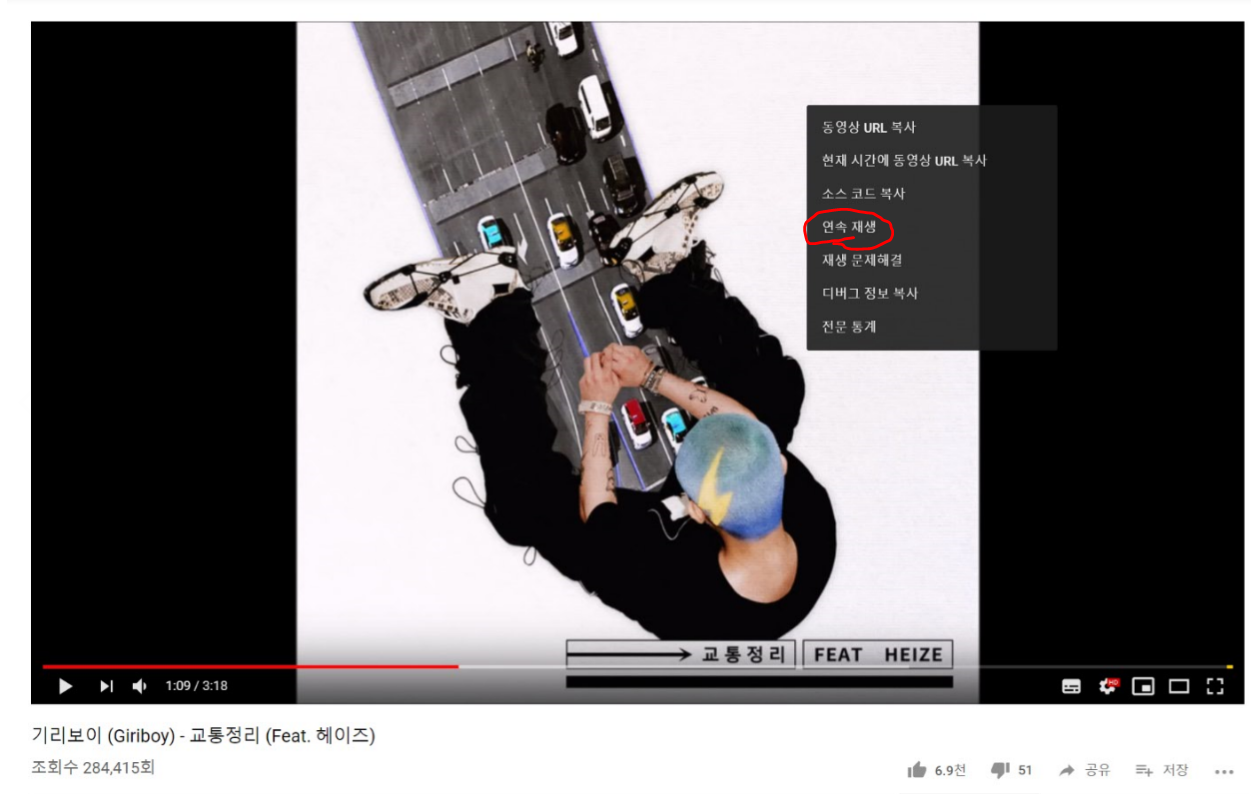 동영상 URL 복사
현재 시간에 동영상 URL 복사
소스 코드 복사
연속 재생
재생 문제해결
디버그 정보 복사
전문 통계
교통정리 FEAT HEIZE
1:09 / 3:18
HD
기리보이 (Giriboy) - 교통정리 (Feat. 헤이즈)
조회수 284,415회
6.9천 51 공유 저장